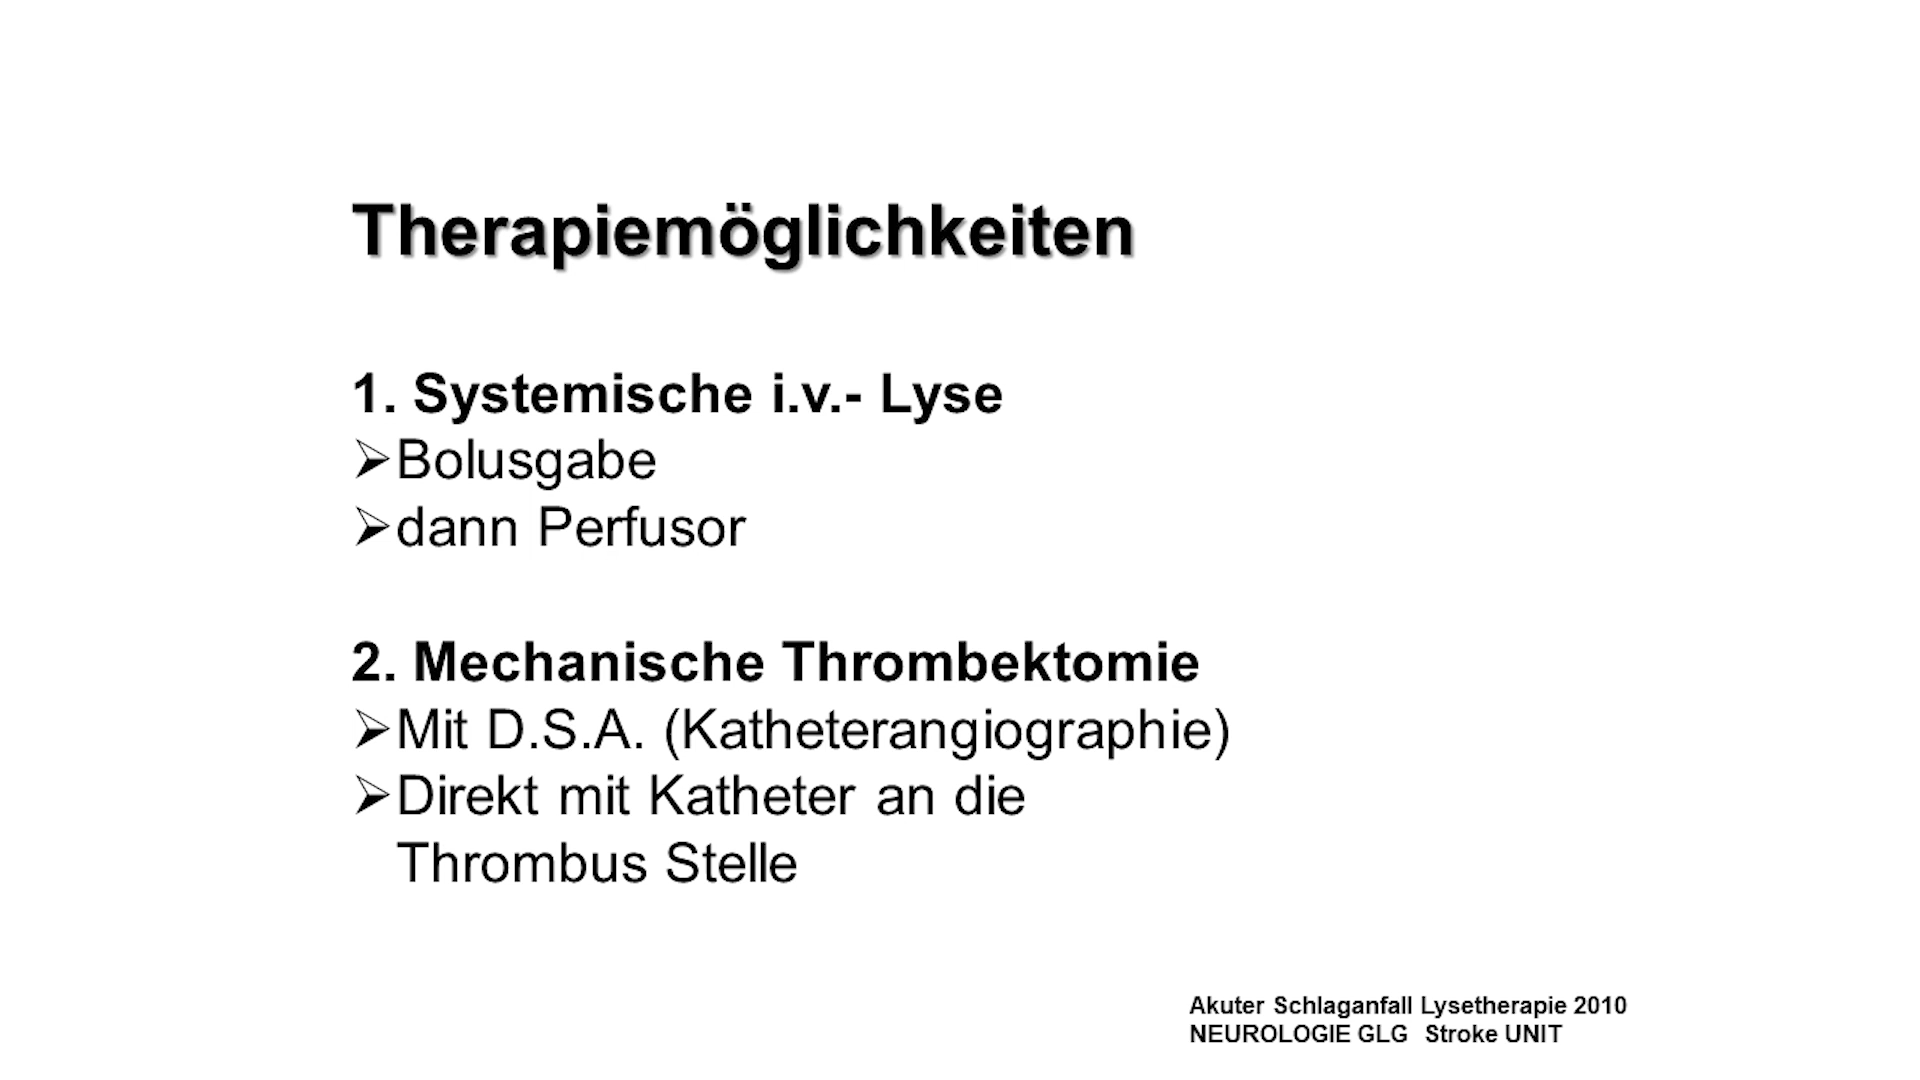 Therapiemöglichkeiten
1. Systemische i.v.- Lyse
➢Bolusgabe
➢dann Perfusor
2. Mechanische Thrombektomie
➢Mit D.S.A. (Katheterangiographie)
➢Direkt mit Katheter an die
Thrombus Stelle
Akuter Schlaganfall Lysetherapie 2010
NEUROLOGIE GLG Stroke UNIT